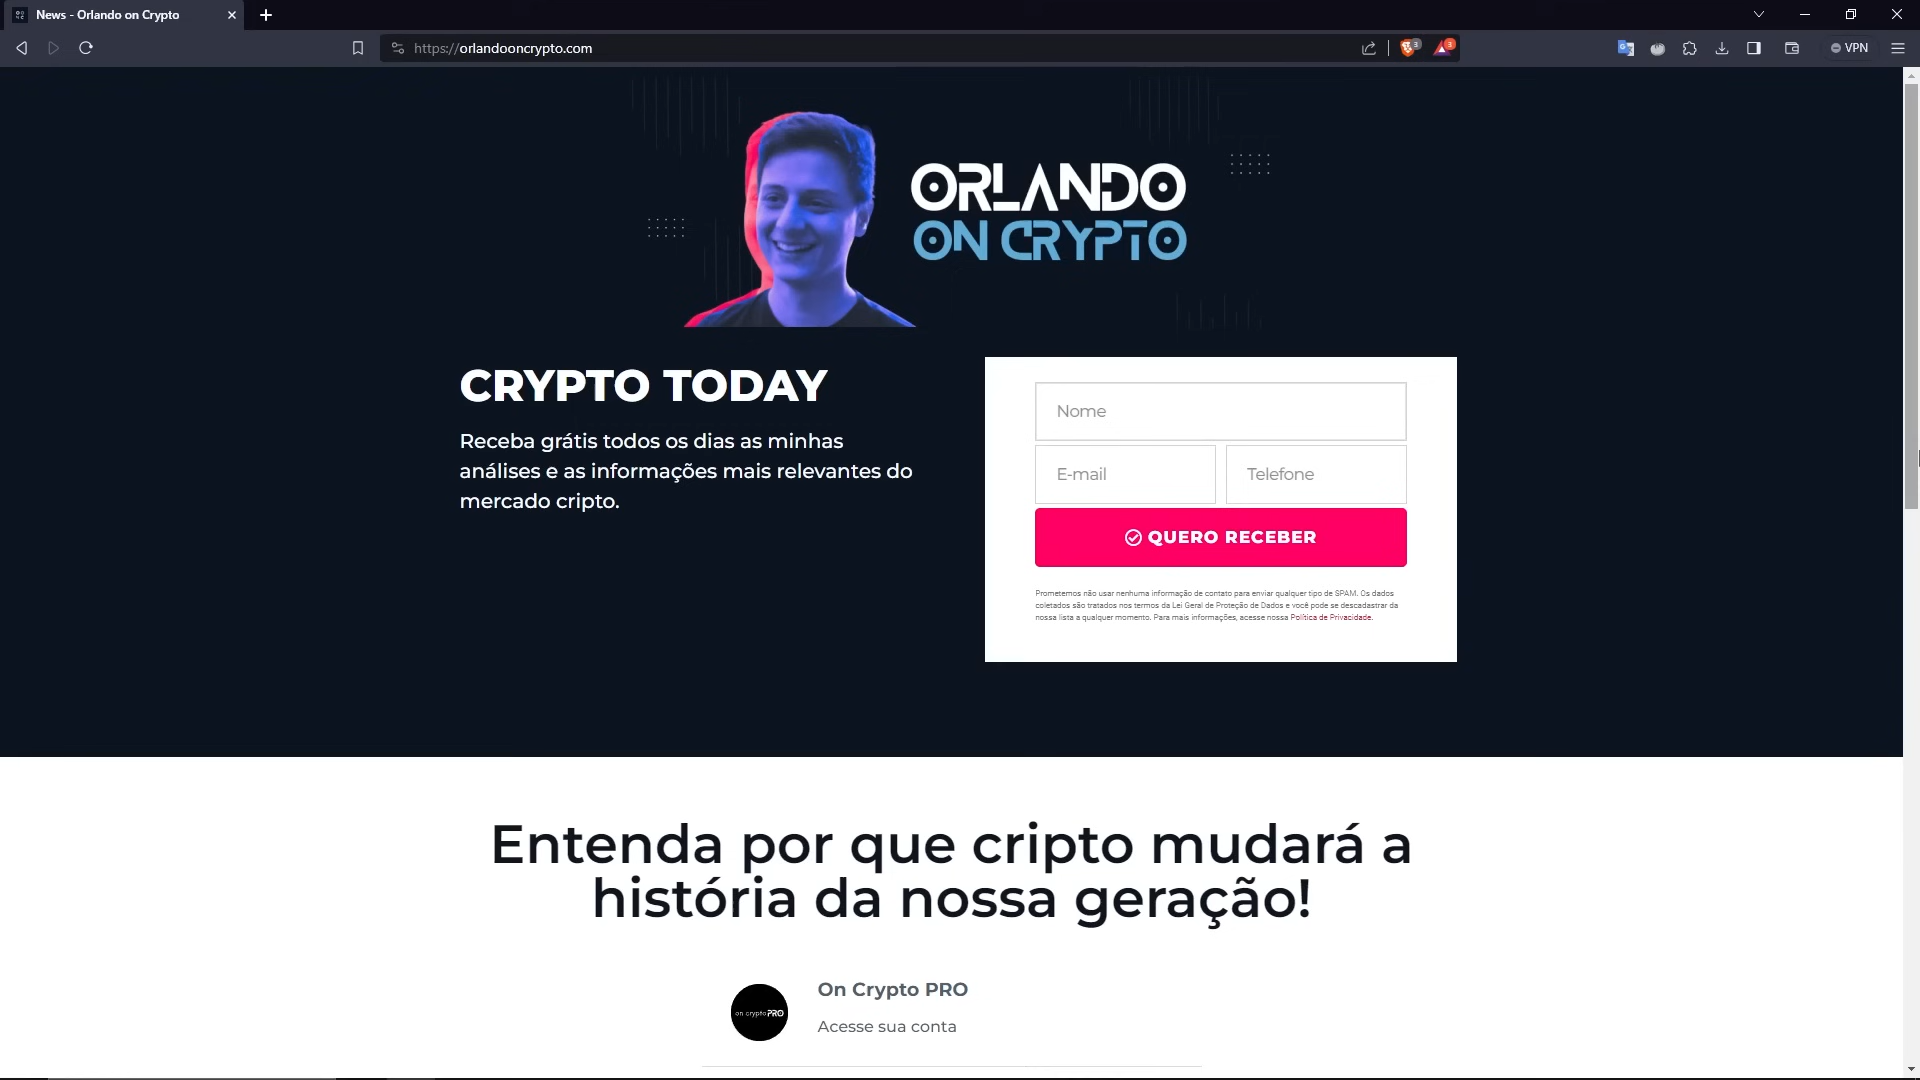 News - Orlando on Crypto
https://orlandooncrypto.com
3
3
VPN
ORLANDO
ON CRYPTO
CRYPTO TODAY
Receba grátis todos os dias as minhas
análises e as informações mais relevantes do
mercado cripto.
Nome
E-mail
Telefone
QUERO RECEBER
Prometemos não usar nenhuma informação de contato para enviar qualquer tipo de SPAM. Os dados
coletados são tratados nos termos da Lei Geral de Proteção de Dados e você pode se descadastrar da
nossa lista a qualquer momento. Para mais informações, acesse nossa Política de Privacidade.
Entenda por que cripto mudará a
história da nossa geração!
on crypto PRO
On Crypto PRO
Acesse sua conta